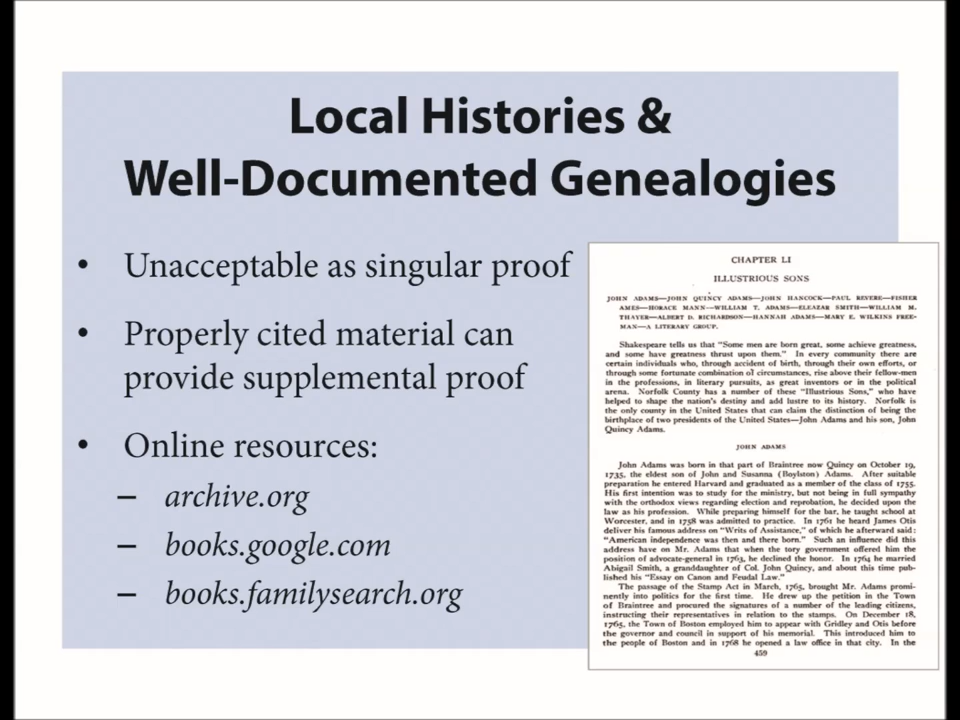 Local Histories &
Well-Documented Genealogies
• Unacceptable as singular proof
• Properly cited material can
provide supplemental proof
• Online resources:
– archive.org
– books.google.com
– books.familysearch.org
CHAPTER LI
ILLUSTRIOUS SONS
JOHN ADAMS—JOHN QUINCY ADAMS—JOHN HANCOCK—PAUL REVERE—FISHER
AMES—HORACE MANN—WILLIAM T. ADAMS—ELEAZAR SMITH—WILLIAM M.
THAYER—ALBERT D. RICHARDSON—HANNAH ADAMS—MARY E. WILKINS FREE-
MAN—A LITERARY GROUP.
Shakespeare tells us that "Some men are born great, some achieve greatness,
and some have greatness thrust upon them." In every community there are
certain individuals who, through accident of birth, through their own efforts, or
through some fortunate combination of circumstances, rise above their fellow-men
in the professions, in literary pursuits, as great inventors or in the political
arena. Norfolk County has a number of these "Illustrious Sons," who have
helped to shape the nation's destiny and add lustre to its history. Norfolk is
the only county in the United States that can claim the distinction of being the
birthplace of two presidents of the United States—John Adams and his son, John
Quincy Adams.
JOHN ADAMS
John Adams was born in that part of Braintree now Quincy on October 19,
1735, the eldest son of John and Susanna (Boylston) Adams. After suitable
preparation he entered Harvard and graduated as a member of the class of 1755.
His first intention was to study for the ministry, but not being in full sympathy
with the orthodox views regarding election and reprobation, he decided upon the
law as his profession. While preparing himself for the bar, he taught school at
Worcester, and in 1758 was admitted to practice. In 1761 he heard James Otis
deliver his famous address on "Writs of Assistance," of which he afterward said:
"American independence was then and there born." Such an influence did this
address have on Mr. Adams that when the tory government offered him the
position of advocate-general in 1763, he declined the honor. In 1764 he married
Abigail Smith, a granddaughter of Col. John Quincy, and about this time pub-
lished his "Essay on Canon and Feudal Law."
The passage of the Stamp Act in March, 1765, brought Mr. Adams promi-
nently into politics for the first time. He drew up the petition in the Town
of Braintree and procured the signatures of a number of the leading citizens,
instructing their representatives in relation to the stamps. On December 18,
1765, the Town of Boston employed him to appear with Gridley and Otis before
the governor and council in support of his memorial. This introduced him to
the people of Boston and in 1768 he opened a law office in that city. In the
459